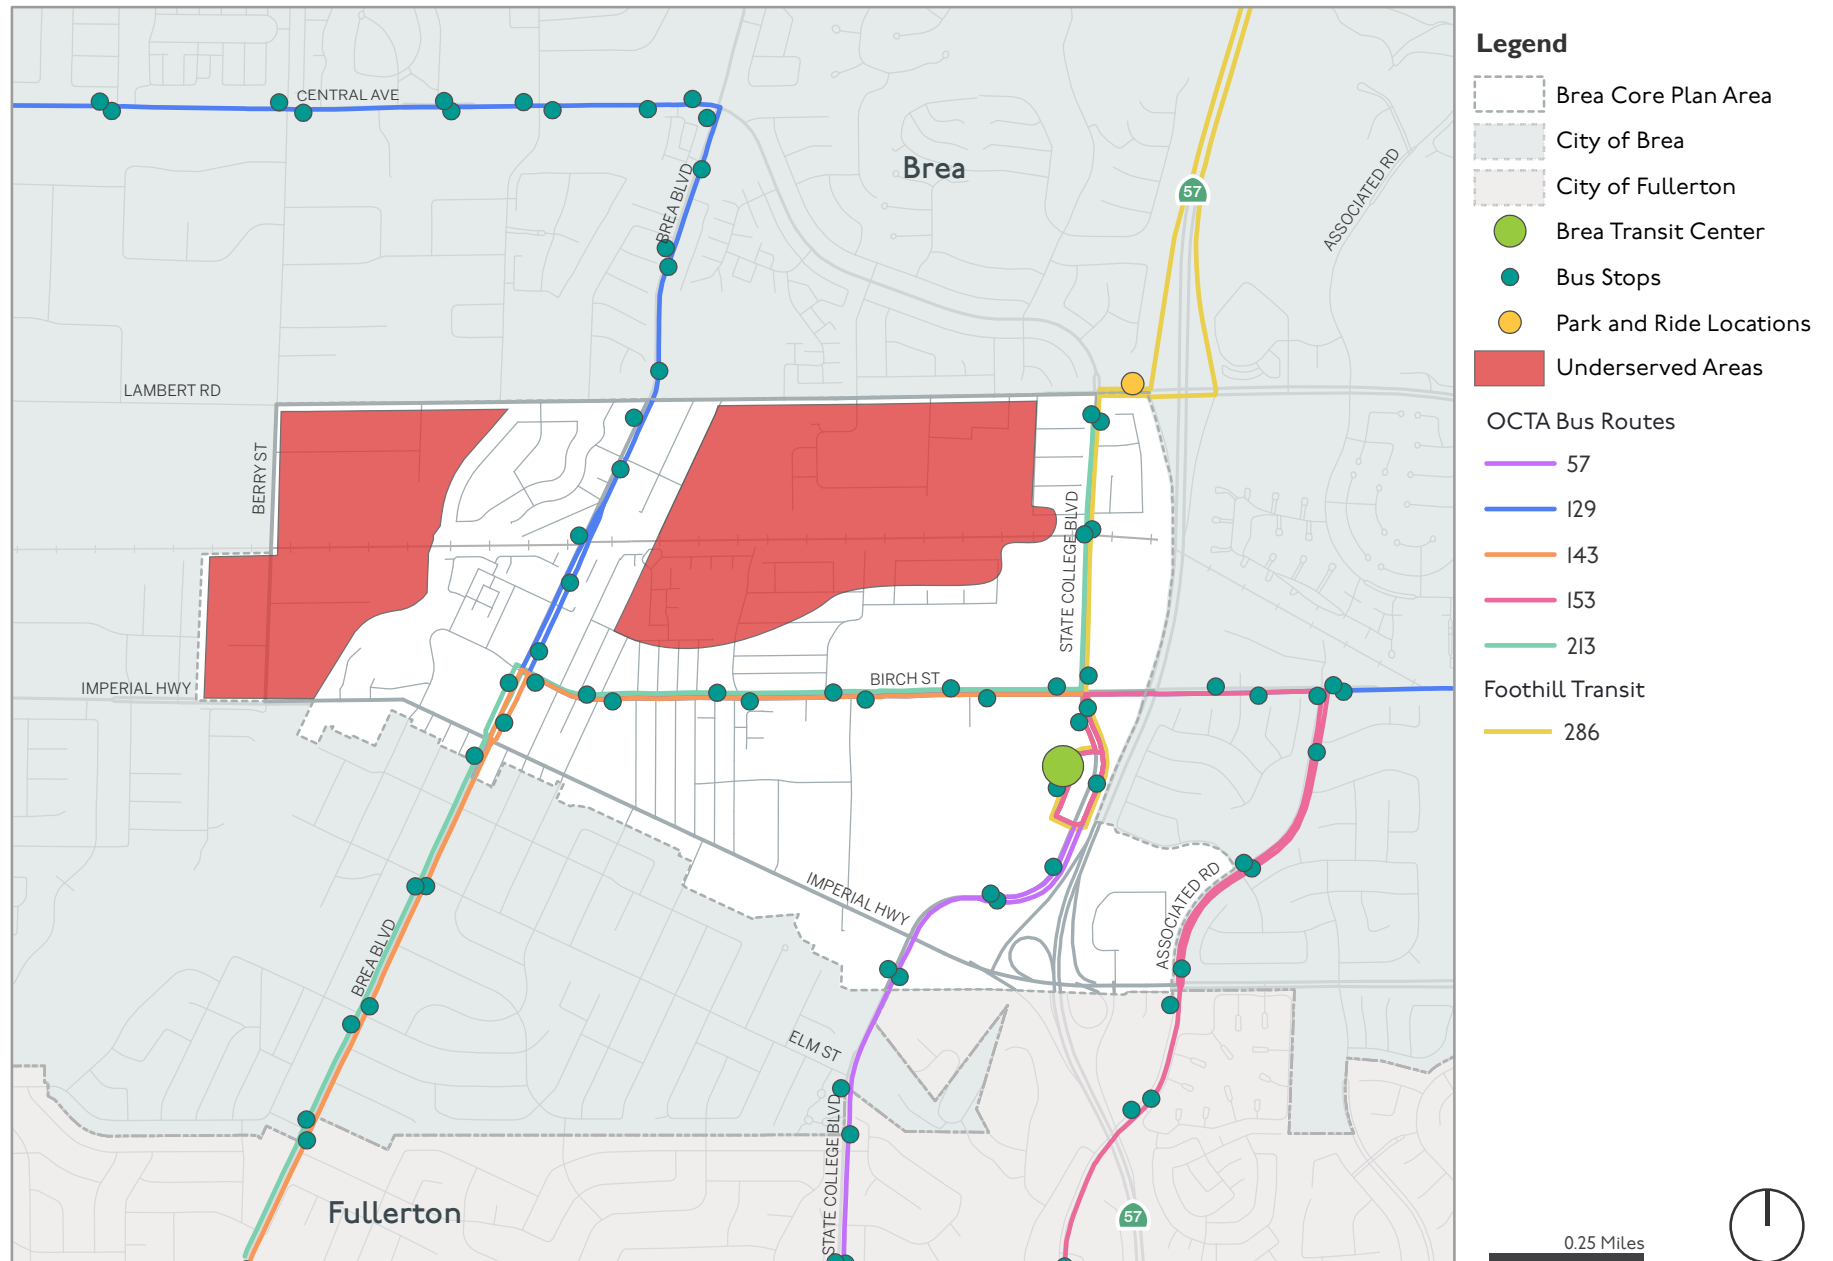 Legend
Brea Core Plan Area
City of Brea
City of Fullerton
Brea Transit Center
Bus Stops
Park and Ride Locations
Underserved Areas
OCTA Bus Routes
57
129
143
153
213
Foothill Transit
286
0.25 Miles
CENTRAL AVE
Brea
BREA BLVD
57
ASSOCIATED RD
LAMBERT RD
BERRY ST
STATE COLLEGE BLVD
IMPERIAL HWY
BIRCH ST
IMPERIAL HWY
ASSOCIATED RD
BREA BLVD
ELM ST
STATE COLLEGE BLVD
Fullerton
57